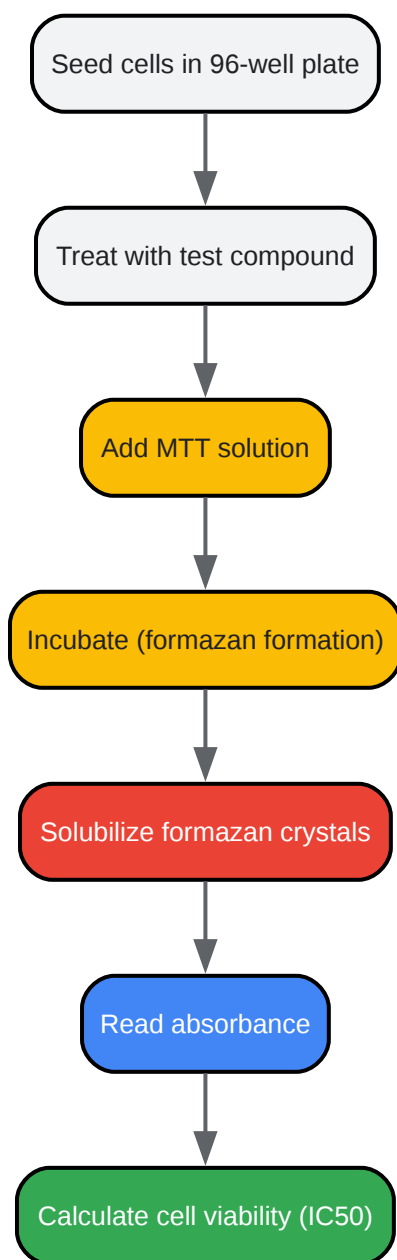 Seed cells in 96-well plate
Treat with test compound
Add MTT solution
Incubate (formazan formation)
Solubilize formazan crystals
Read absorbance
Calculate cell viability (IC50)